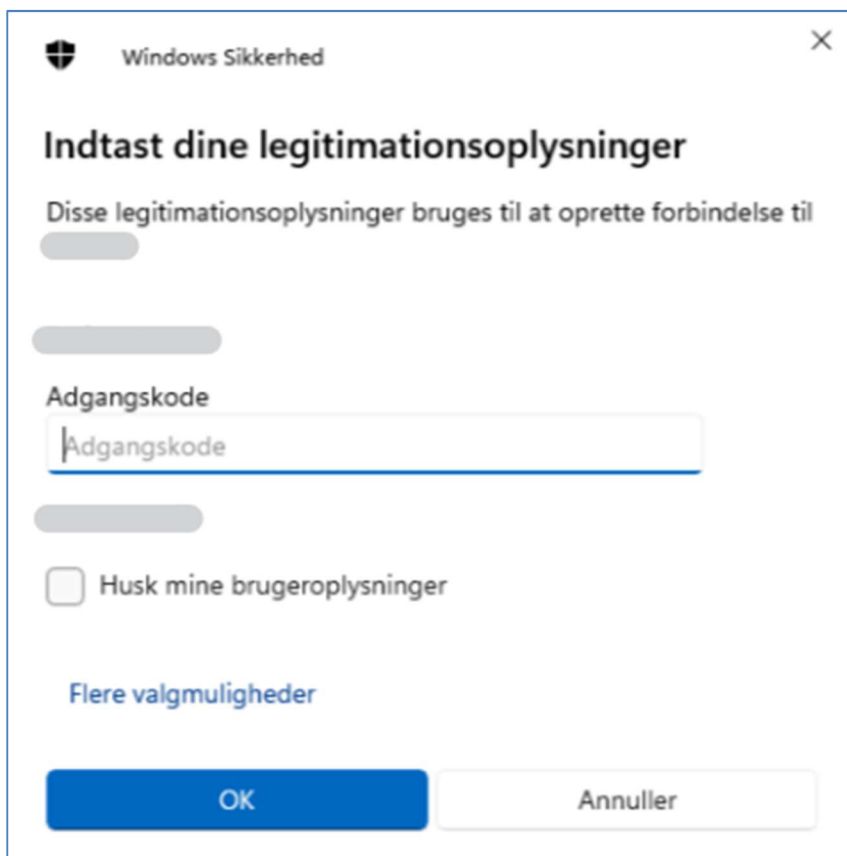 Windows Sikkerhed
Indtast dine legitimationsoplysninger
Disse legitimationsoplysninger bruges til at oprette forbindelse til
Adgangskode
Adgangskode
Husk mine brugeroplysninger
Flere valgmuligheder
OK
Annuller